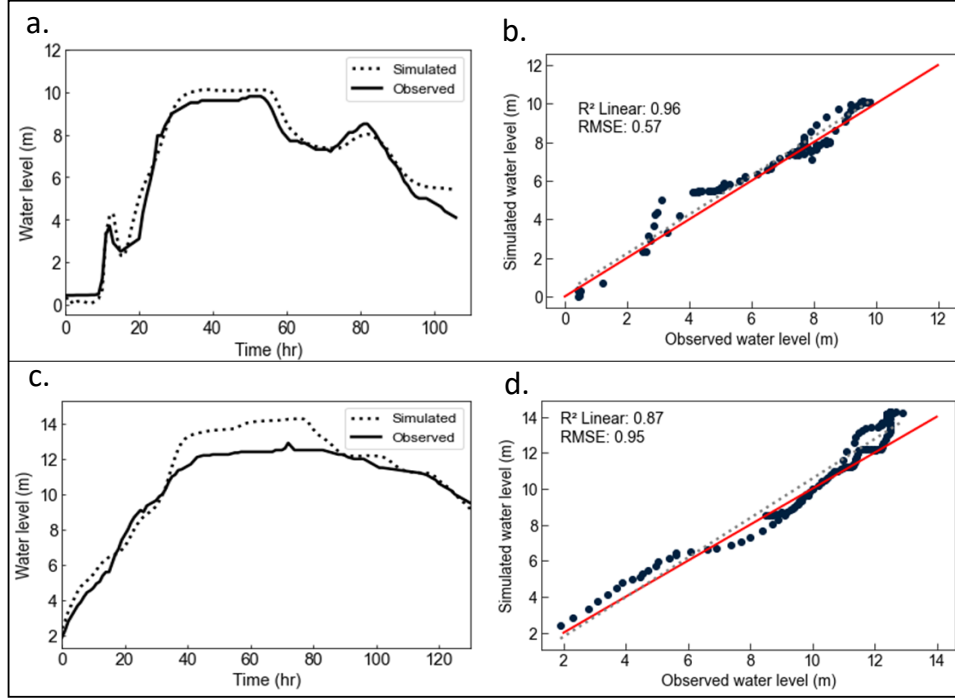 a.
12
10
8
6
4
2
0
Water level (m)
Simulated
Observed
0 20 40 60 80 100
Time (hr)
b.
12
10
8
6
4
2
0
Simulated water level (m)
R² Linear: 0.96
RMSE: 0.57
0 2 4 6 8 10 12
Observed water level (m)
c.
14
12
10
8
6
4
2
Water level (m)
Simulated
Observed
0 20 40 60 80 100 120
Time (hr)
d.
14
12
10
8
6
4
2
Simulated water level (m)
R² Linear: 0.87
RMSE: 0.95
2 4 6 8 10 12 14
Observed water level (m)